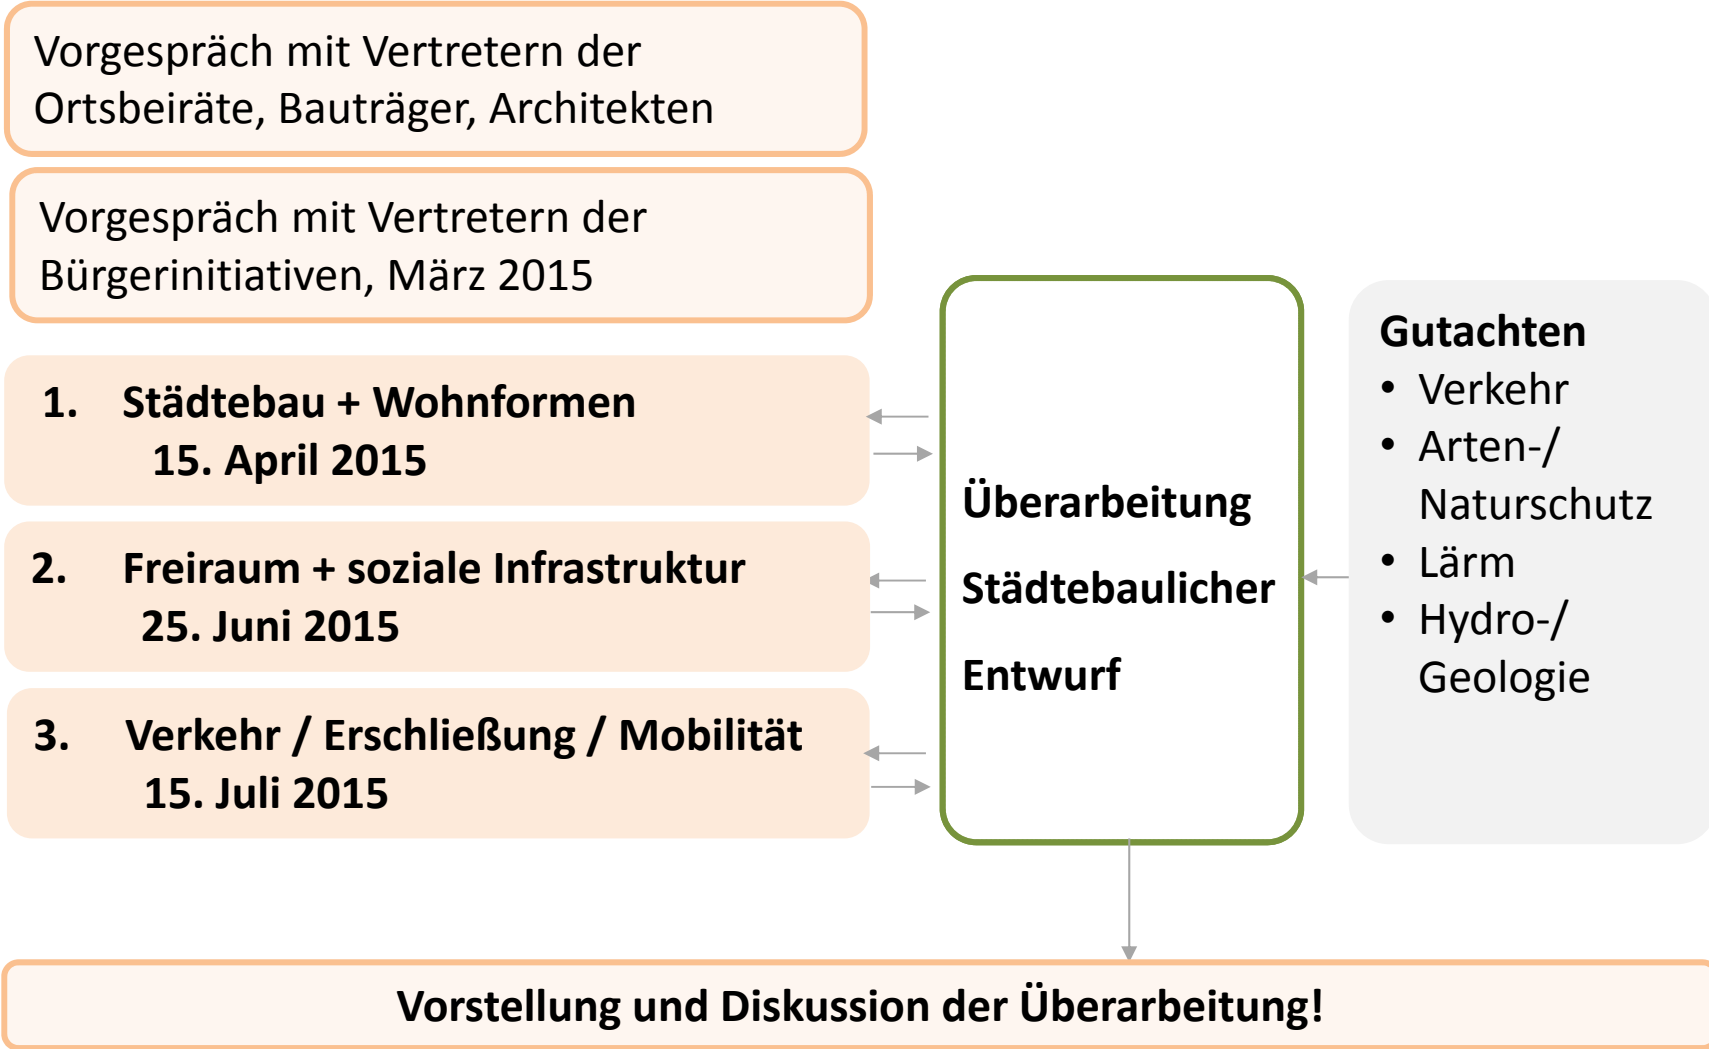 Vorgespräch mit Vertretern der
Ortsbeiräte, Bauträger, Architekten
Vorgespräch mit Vertretern der
Bürgerinitiativen, März 2015
1. Städtebau + Wohnformen
15. April 2015
2. Freiraum + soziale Infrastruktur
25. Juni 2015
3. Verkehr / Erschließung / Mobilität
15. Juli 2015
Überarbeitung
Städtebaulicher
Entwurf
Gutachten
• Verkehr
• Arten-/
Naturschutz
• Lärm
• Hydro-/
Geologie
Vorstellung und Diskussion der Überarbeitung!